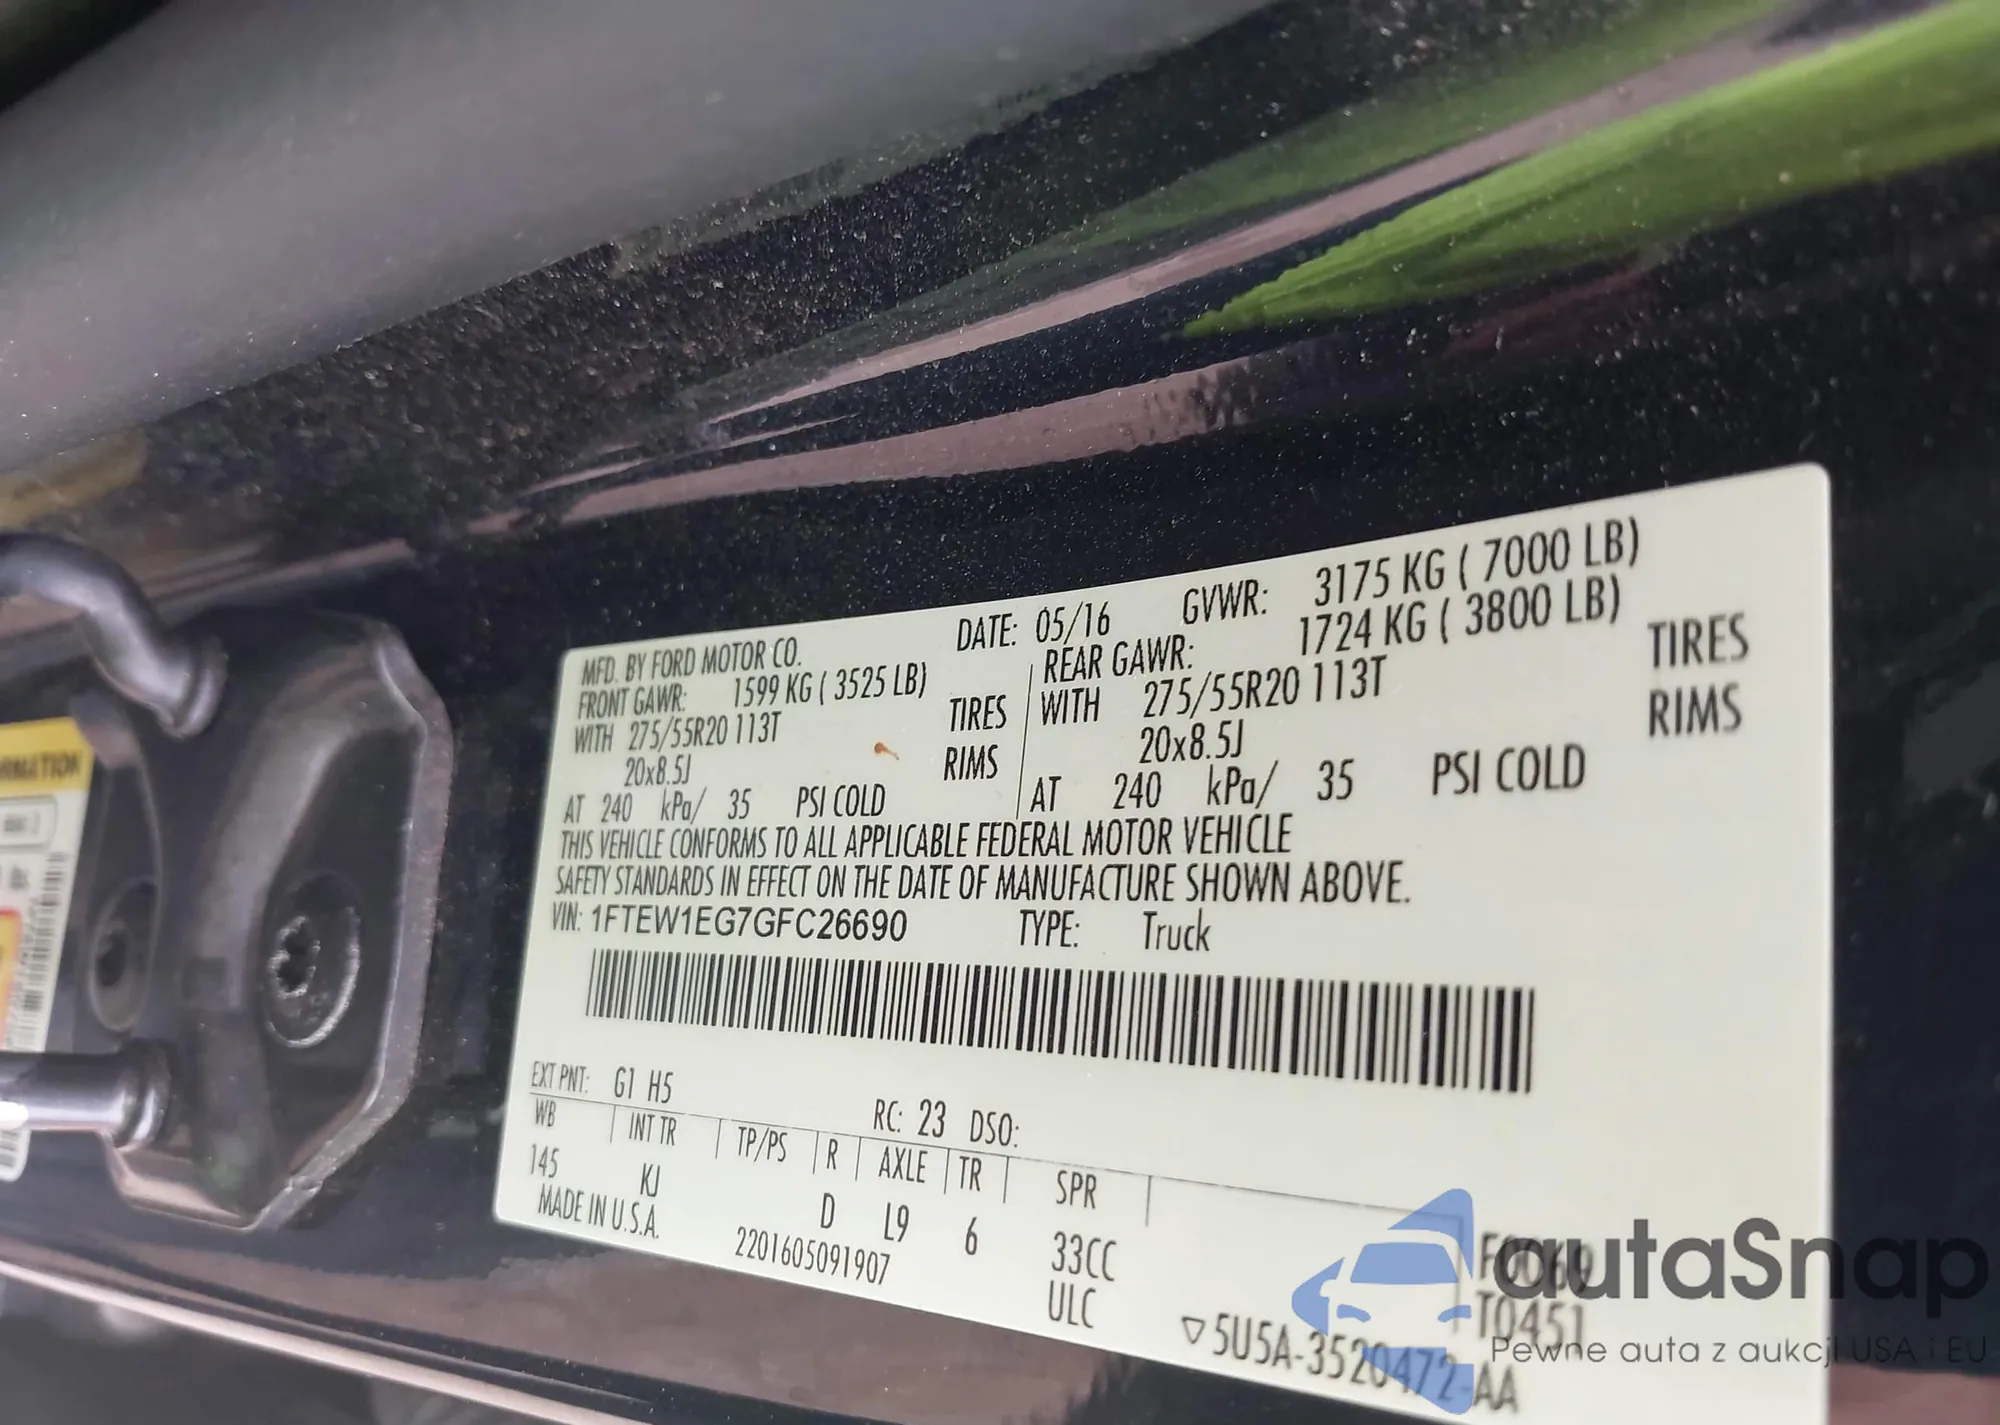 MFD. BY FORD MOTOR CO. DATE: 05/16 GVWR: 3175 KG ( 7000 LB)
FRONT GAWR: 1599 KG ( 3525 LB) REAR GAWR: 1724 KG ( 3800 LB)
WITH 275/55R20 113T TIRES WITH 275/55R20 113T TIRES
20x8.5J RIMS 20x8.5J RIMS
AT 240 kPa/ 35 PSI COLD AT 240 kPa/ 35 PSI COLD
THIS VEHICLE CONFORMS TO ALL APPLICABLE FEDERAL MOTOR VEHICLE
SAFETY STANDARDS IN EFFECT ON THE DATE OF MANUFACTURE SHOWN ABOVE.
VIN: 1FTEW1EG7GFC26690 TYPE: Truck
EXT PNT: G1 H5 RC: 23 DSO:
WB INT TR TP/PS R AXLE TR SPR
145 KJ D L9 6 33CC
MADE IN U.S.A. 2201605091907 ULC
F0069
T0451
▽5U5A-3520472-AA
autaSnap
Pewne auta z aukcji USA i EU